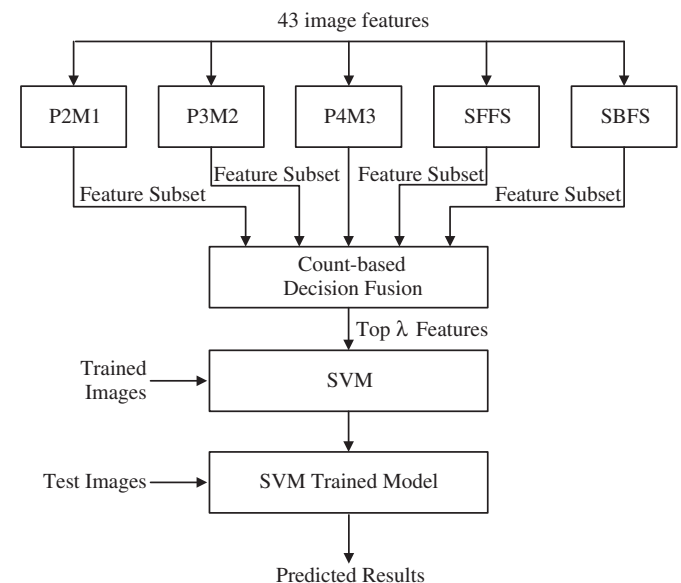 43 image features
P2M1
P3M2
P4M3
SFFS
SBFS
Feature Subset
Feature Subset
Feature Subset
Feature Subset
Count-based
Decision Fusion
Top λ Features
Trained
Images
SVM
Test Images
SVM Trained Model
Predicted Results